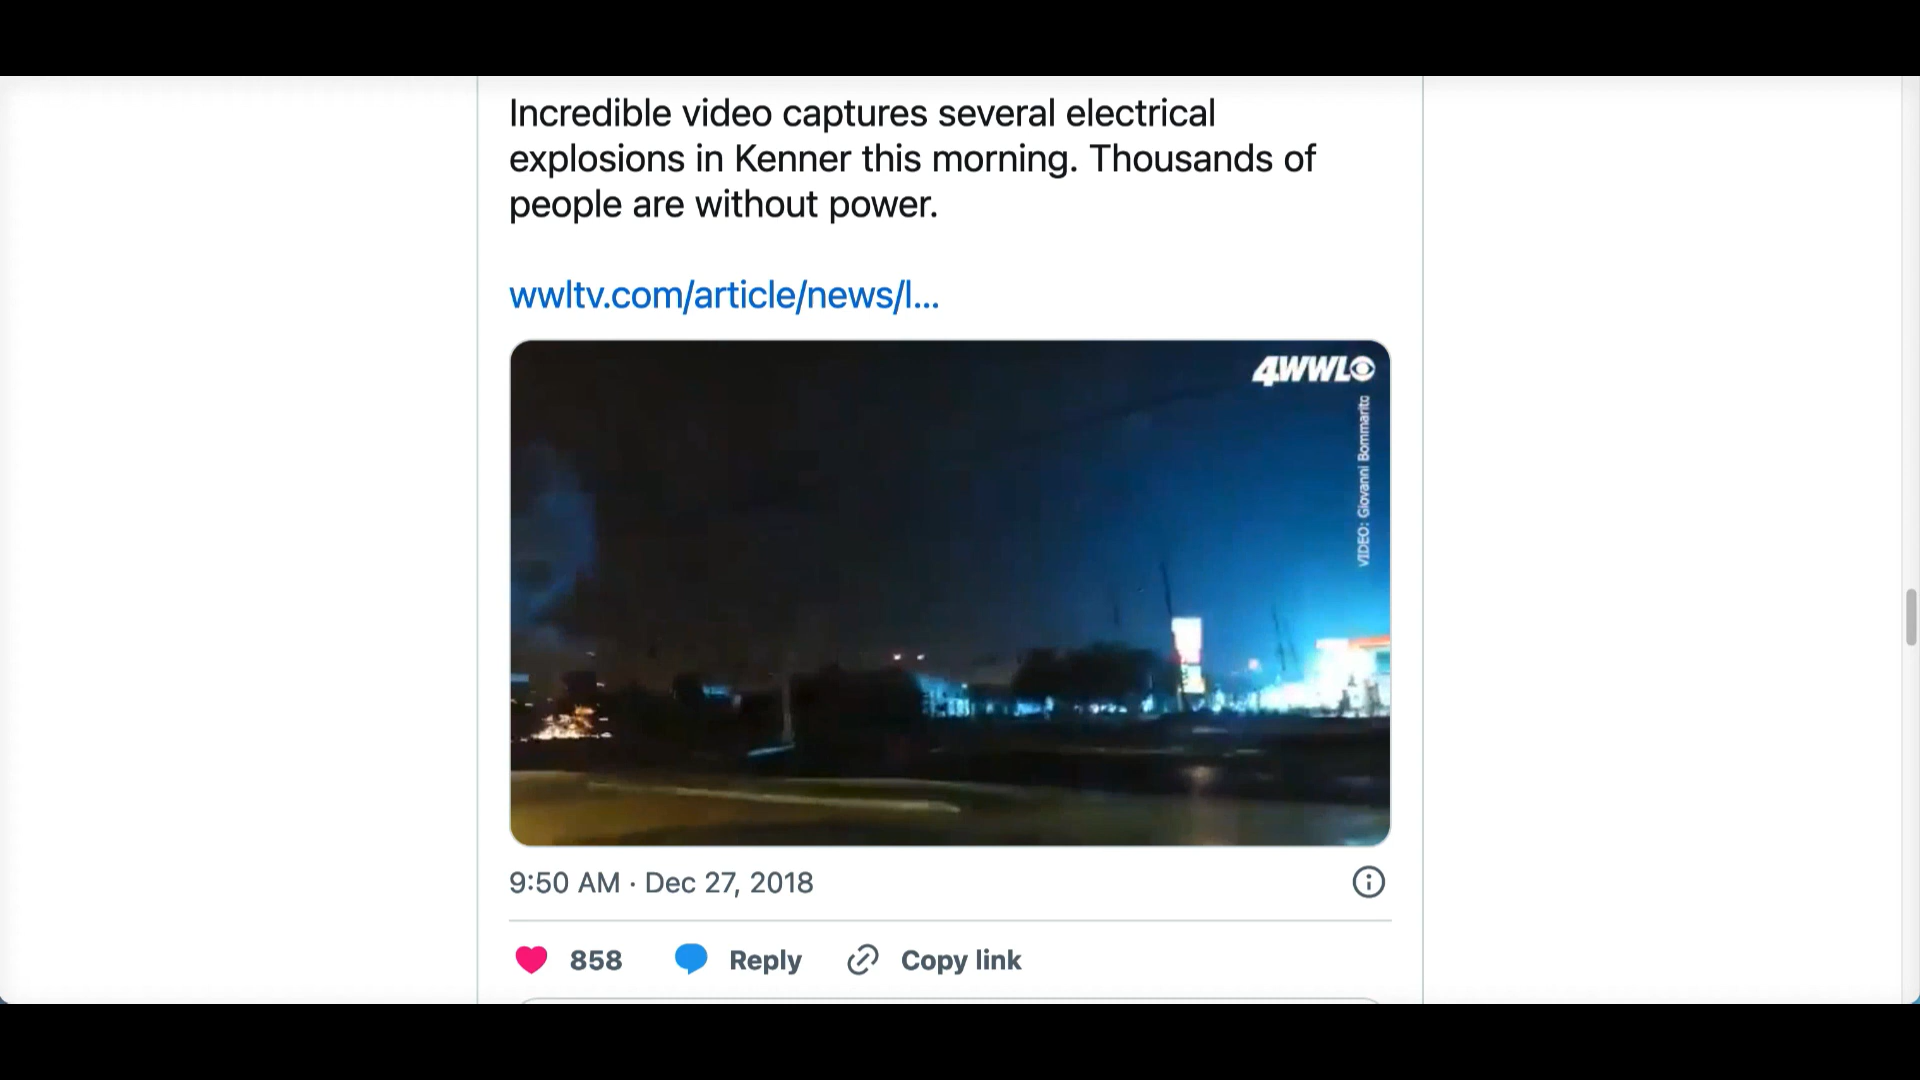 Incredible video captures several electrical
explosions in Kenner this morning. Thousands of
people are without power.
wwltv.com/article/news/l...
4WWL
VIDEO: Giovanni Bommarito
9:50 AM · Dec 27, 2018
858 Reply Copy link